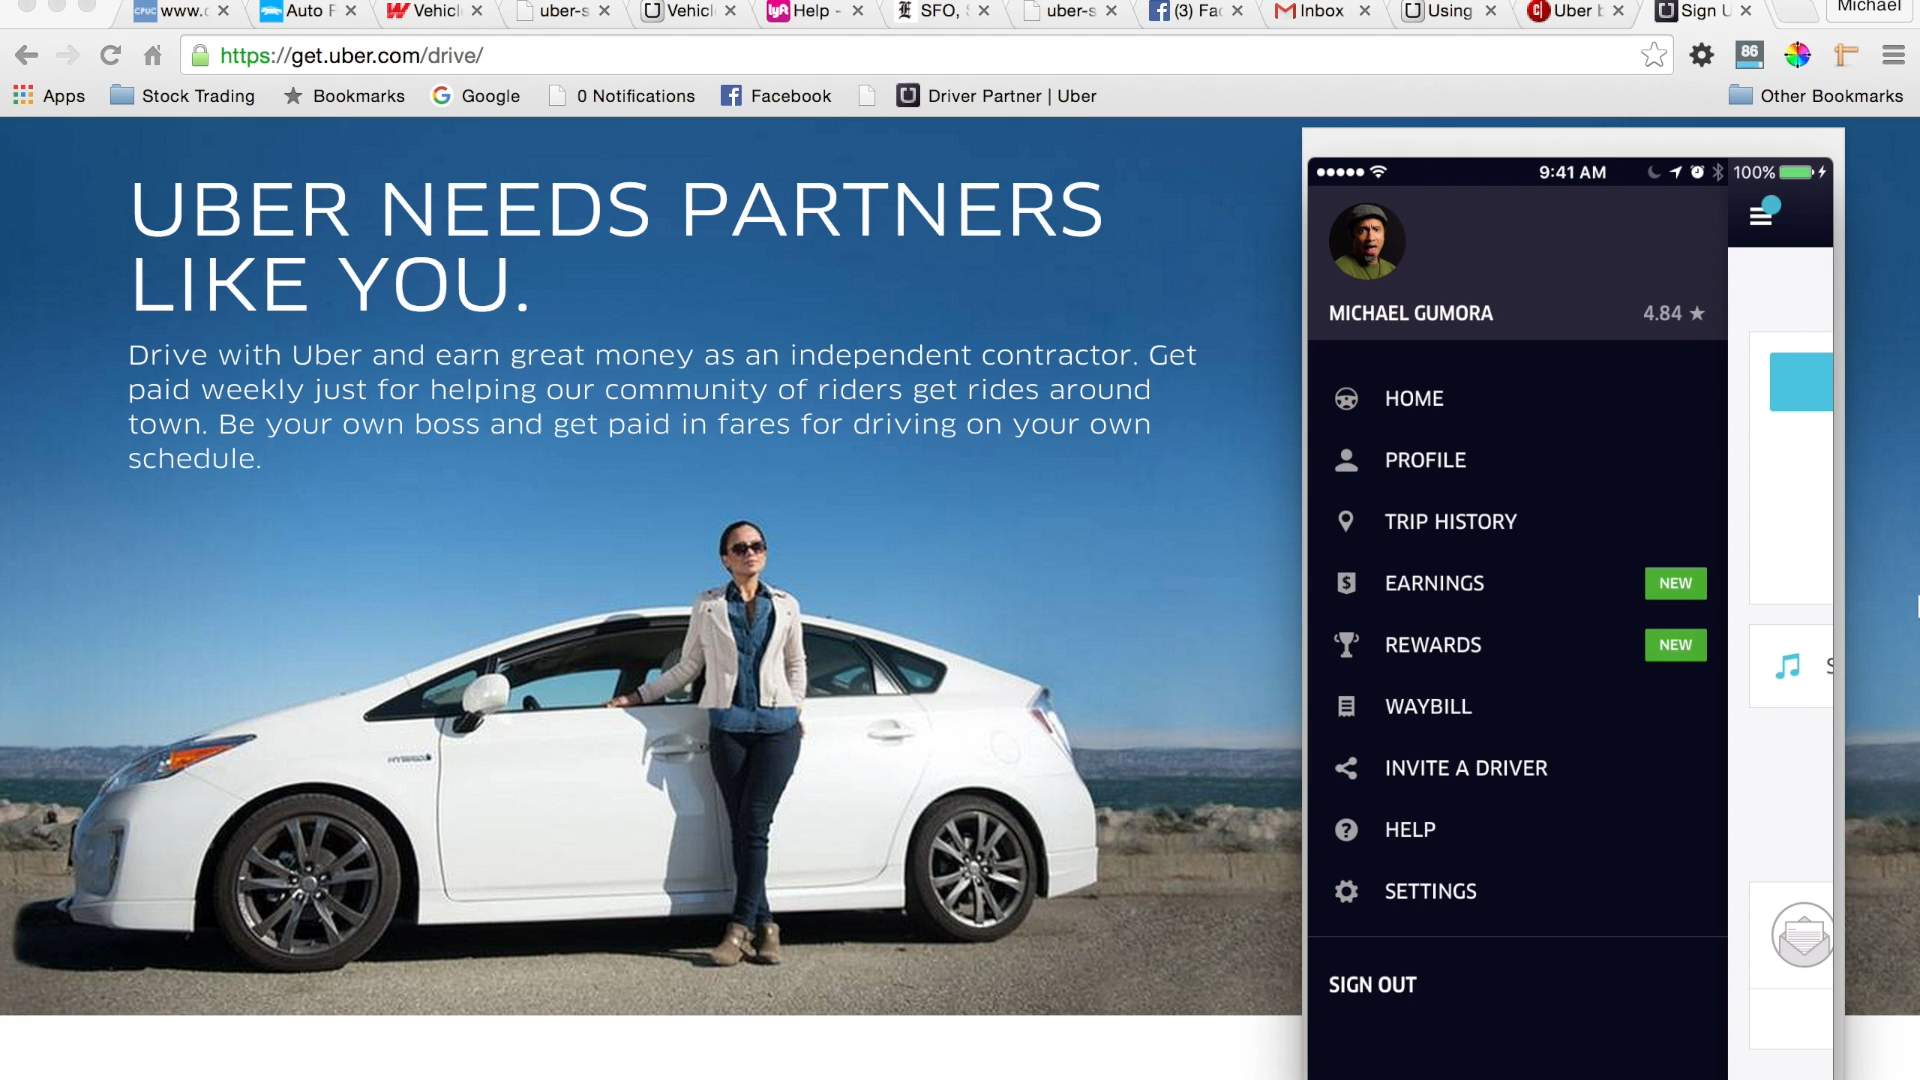 www.c
Auto F
Vehicl
uber-s
Vehicl
Help -
SFO,
uber-s
(3) Fac
Inbox
Using
Uber
Sign U
Michael
https://get.uber.com/drive/
86
Apps
Stock Trading
Bookmarks
Google
0 Notifications
Facebook
Driver Partner | Uber
Other Bookmarks
UBER NEEDS PARTNERS
LIKE YOU.
Drive with Uber and earn great money as an independent contractor. Get
paid weekly just for helping our community of riders get rides around
town. Be your own boss and get paid in fares for driving on your own
schedule.
HYBRID
9:41 AM
100%
MICHAEL GUMORA 4.84 ★
HOME
PROFILE
TRIP HISTORY
EARNINGS NEW
REWARDS NEW
WAYBILL
INVITE A DRIVER
HELP
SETTINGS
SIGN OUT